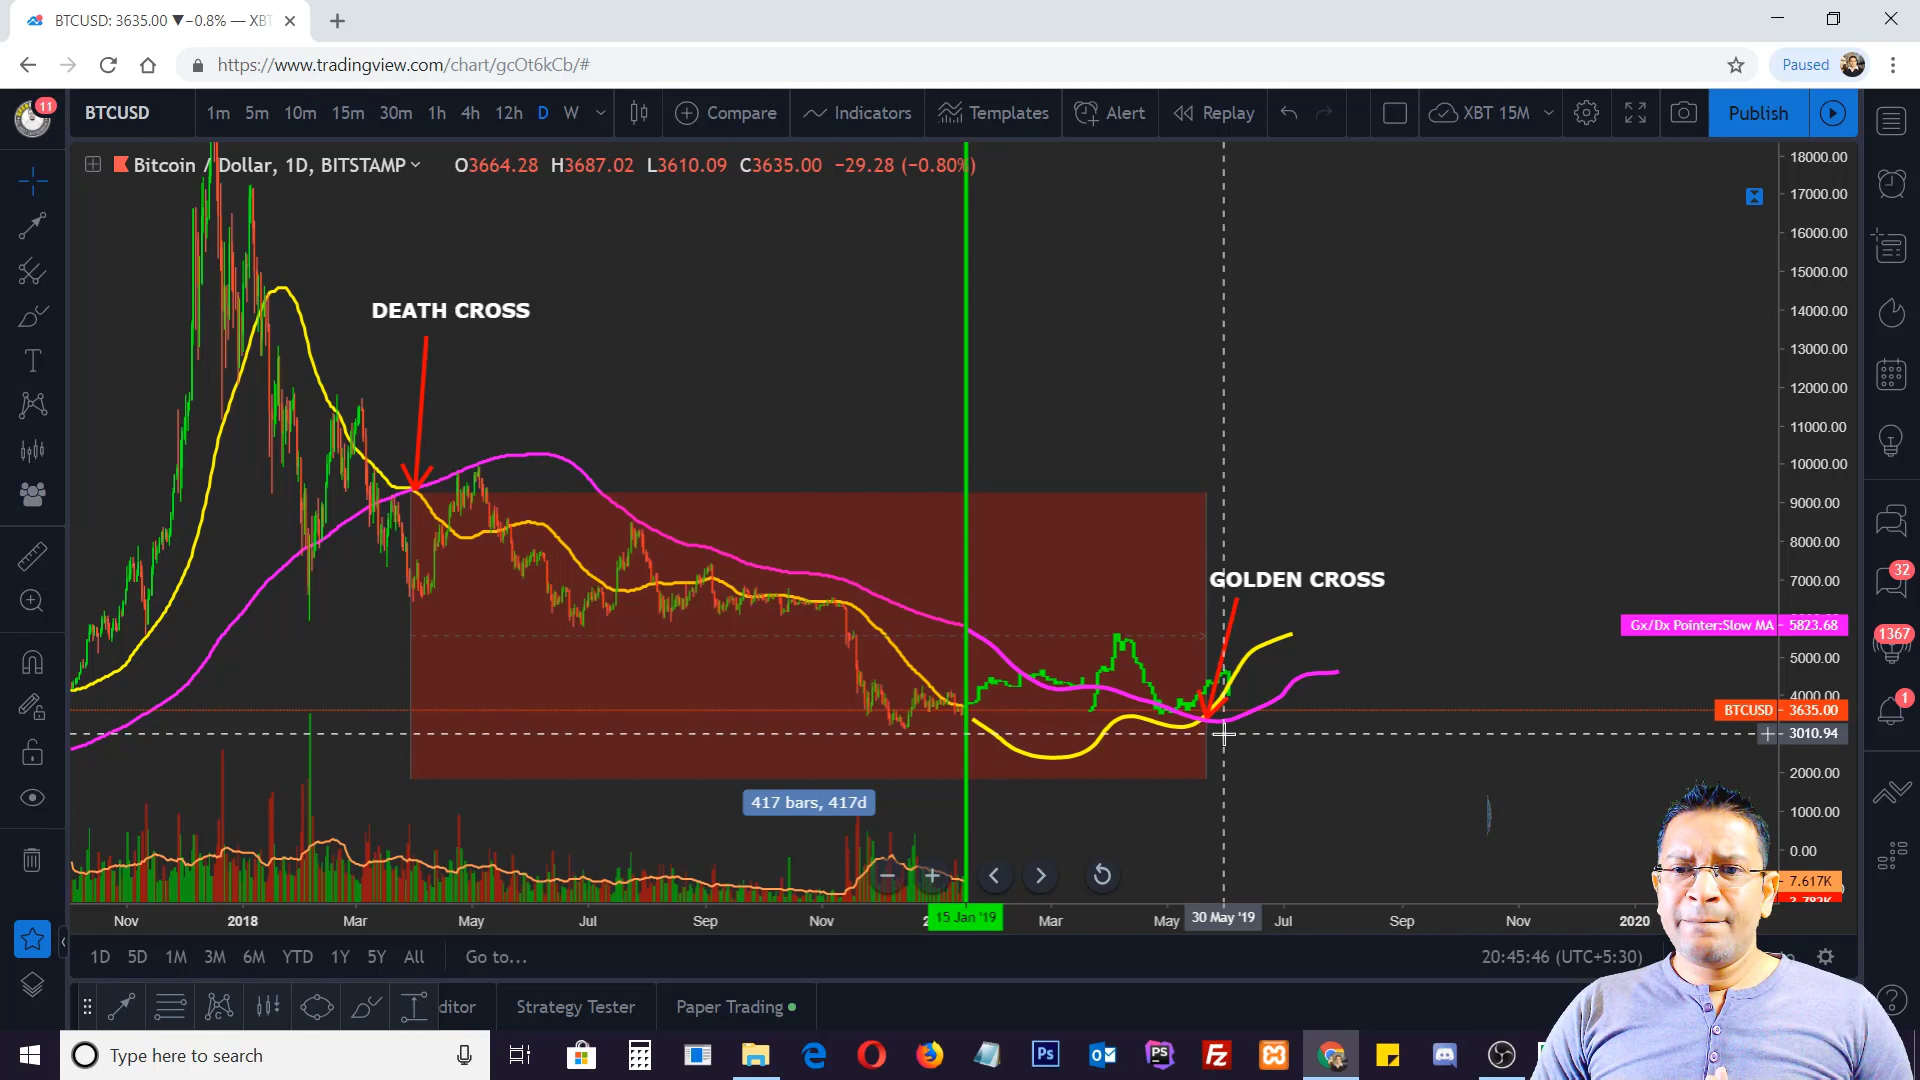 BTCUSD: 3635.00 ▼−0.8% — XBT
https://www.tradingview.com/chart/gcOt6kCb/#
Paused
11
BTCUSD 1m 5m 10m 15m 30m 1h 4h 12h D W Compare Indicators Templates Alert Replay XBT 15M Publish
Bitcoin / Dollar, 1D, BITSTAMP O3664.28 H3687.02 L3610.09 C3635.00 −29.28 (−0.80%)
DEATH CROSS
GOLDEN CROSS
417 bars, 417d
18000.00
17000.00
16000.00
15000.00
14000.00
13000.00
12000.00
11000.00
10000.00
9000.00
8000.00
7000.00
Gx/Dx Pointer:Slow MA 5823.68
5000.00
4000.00
BTCUSD 3635.00
3010.94
2000.00
1000.00
0.00
7.617K
32
1367
1
Nov 2018 Mar May Jul Sep Nov 15 Jan '19 Mar May 30 May '19 Jul Sep Nov 2020
1D 5D 1M 3M 6M YTD 1Y 5Y All Go to... 20:45:46 (UTC+5:30)
ditor Strategy Tester Paper Trading
Type here to search